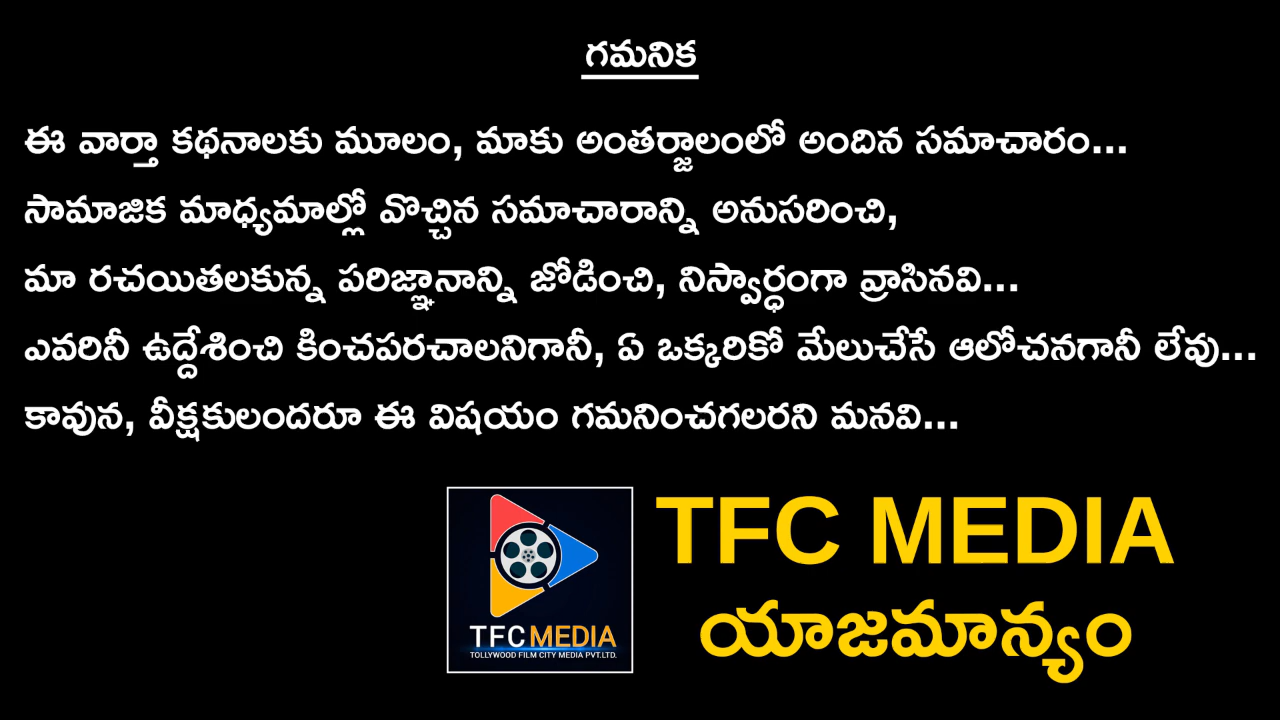 గమనిక
ఈ వార్తా కథనాలకు మూలం, మాకు అంతర్జాలంలో అందిన సమాచారం...
సామాజిక మాధ్యమాల్లో వొచ్చిన సమాచారాన్ని అనుసరించి,
మా రచయితలకున్న పరిజ్ఞానాన్ని జోడించి, నిస్వార్ధంగా వ్రాసినవి...
ఎవరినీ ఉద్దేశించి కించపరచాలనిగానీ, ఏ ఒక్కరికో మేలుచేసే ఆలోచనగానీ లేవు...
కావున, వీక్షకులందరూ ఈ విషయం గమనించగలరని మనవి...
TFC MEDIA
యాజమాన్యం
TFC MEDIA
TOLLYWOOD FILM CITY MEDIA PVT.LTD.